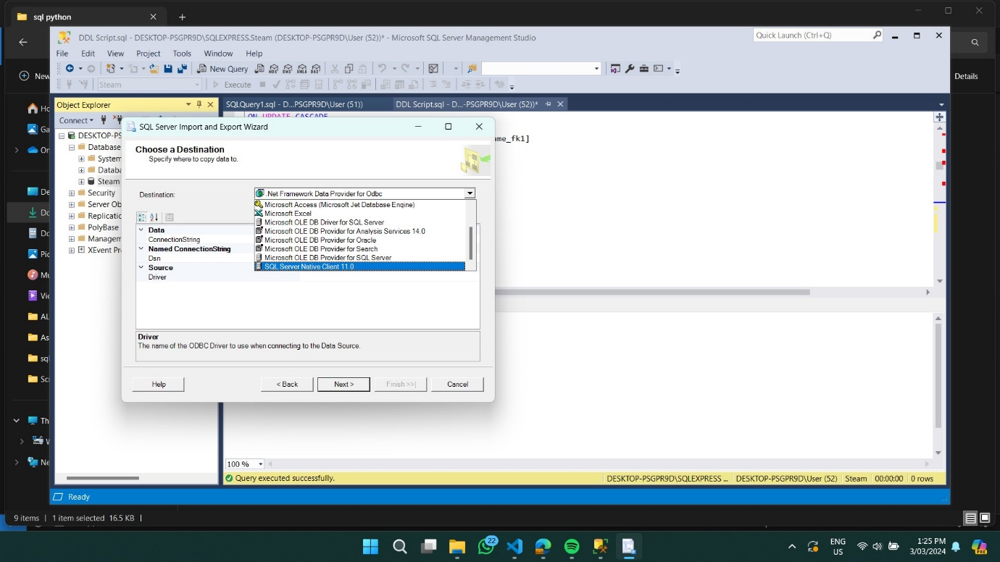 sql python
DDL Script.sql - DESKTOP-PSGPR9D\SQLEXPRESS.Steam (DESKTOP-PSGPR9D\User (52))* - Microsoft SQL Server Management Studio
Quick Launch (Ctrl+Q)
File Edit View Project Tools Window Help
New Query
Steam
Execute
New
Details
Object Explorer
SQLQuery1.sql - D...PSGPR9D\User (51))
DDL Script.sql - D...-PSGPR9D\User (52))*
Connect
ON UPDATE CASCADE
ame_fk1]
DESKTOP-PS
Database
System
Databa
Steam
Security
Server Ob
Replicatio
PolyBase
Managem
XEvent Pr
SQL Server Import and Export Wizard
Choose a Destination
Specify where to copy data to.
Destination:
.Net Framework Data Provider for Odbc
Microsoft Access (Microsoft Jet Database Engine)
Microsoft Excel
Microsoft OLE DB Driver for SQL Server
Microsoft OLE DB Provider for Analysis Services 14.0
Microsoft OLE DB Provider for Oracle
Microsoft OLE DB Provider for Search
Microsoft OLE DB Provider for SQL Server
SQL Server Native Client 11.0
Data
ConnectionString
Named ConnectionString
Dsn
Source
Driver
Driver
The name of the ODBC Driver to use when connecting to the Data Source.
Help
< Back
Next >
Finish >>|
Cancel
Ho
Ga
On
De
Do
Do
Pic
Mu
Vid
AL
As
sq
Sc
Th
W
Ne
100 %
Query executed successfully.
DESKTOP-PSGPR9D\SQLEXPRESS ...
DESKTOP-PSGPR9D\User (52)
Steam
00:00:00
0 rows
Ready
9 items
1 item selected 16.5 KB
22
ENG
US
1:25 PM
3/03/2024
PRE